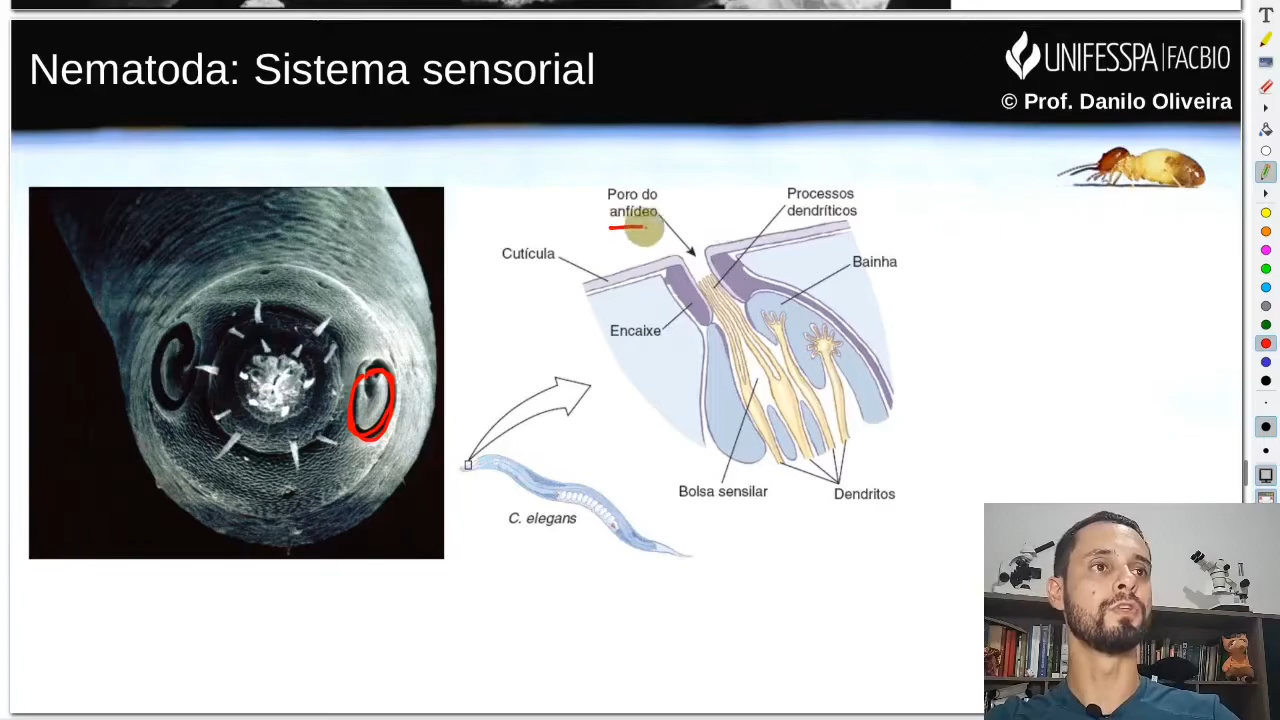 Nematoda: Sistema sensorial
UNIFESSPA|FACBIO
© Prof. Danilo Oliveira
Poro do
anfídeo
Processos
dendríticos
Cutícula
Bainha
Encaixe
Bolsa sensilar
Dendritos
C. elegans
T